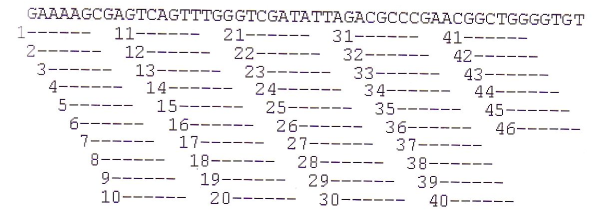 GAAAAGCGAGTCAGTTTGGGTCGATATTAGACGCCCGAACGGCTGGGGTGT
1------ 11------ 21------ 31------ 41------
2------ 12------ 22------ 32------ 42------
3------ 13------ 23------ 33------ 43------
4------ 14------ 24------ 34------ 44------
5------ 15------ 25------ 35------ 45------
6------ 16------ 26------ 36------ 46------
7------ 17------ 27------ 37------
8------ 18------ 28------ 38------
9------ 19------ 29------ 39------
10------ 20------ 30------ 40------